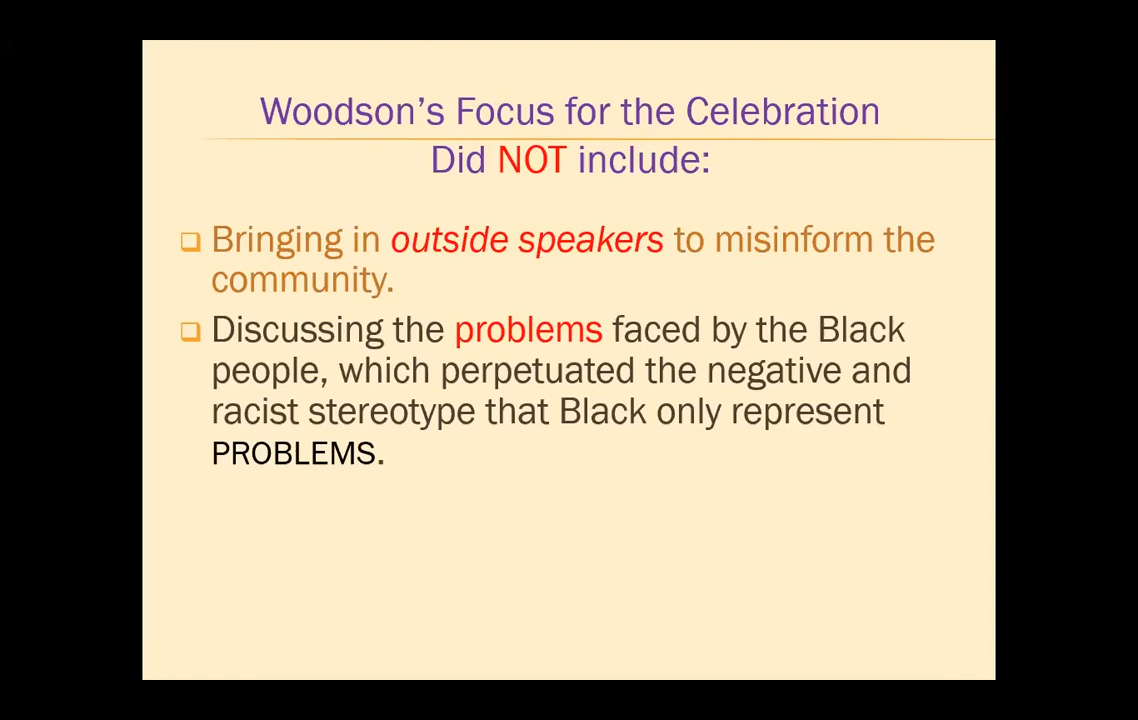 Woodson’s Focus for the Celebration
Did NOT include:
Bringing in outside speakers to misinform the
community.
Discussing the problems faced by the Black
people, which perpetuated the negative and
racist stereotype that Black only represent
PROBLEMS.